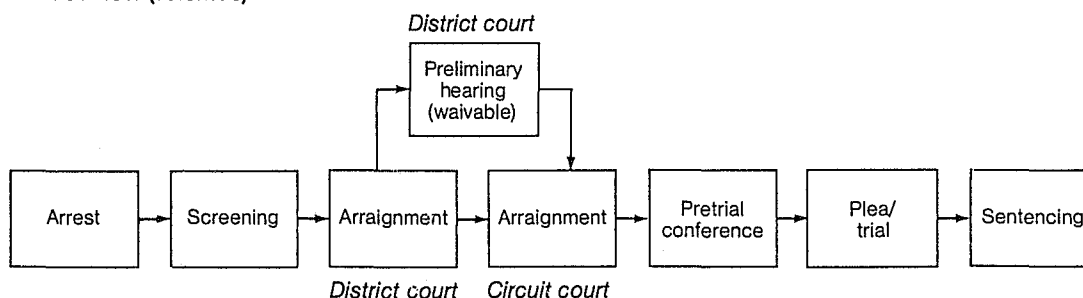 District court
Preliminary
hearing
(waivable)
Arrest
Screening
Arraignment
Arraignment
Pretrial
conference
Plea/
trial
Sentencing
District court
Circuit court